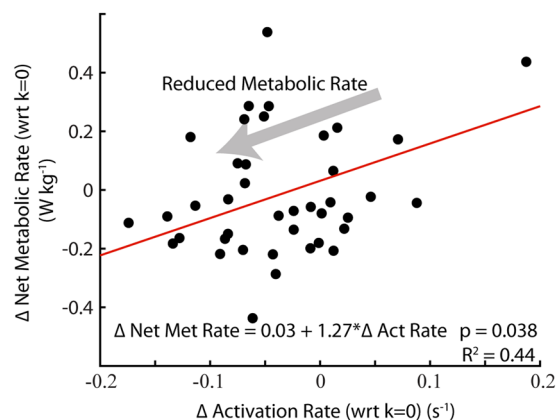 0.4
0.2
0
-0.2
-0.4
Δ Net Metabolic Rate (wrt k=0)
(W kg⁻¹)
Reduced Metabolic Rate
Δ Net Met Rate = 0.03 + 1.27*Δ Act Rate p = 0.038
R² = 0.44
-0.2 -0.1 0 0.1 0.2
Δ Activation Rate (wrt k=0) (s⁻¹)